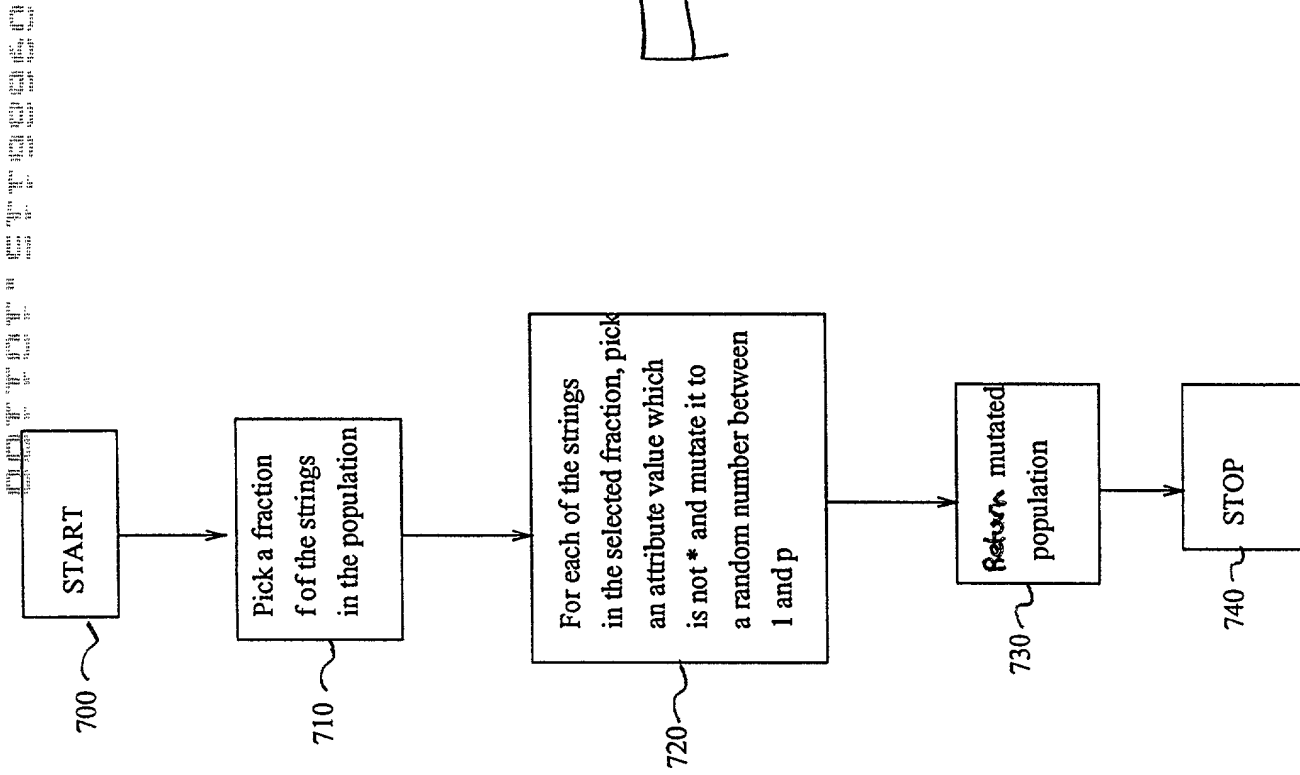 START
700
Pick a fraction
f of the strings
in the population
710
For each of the strings
in the selected fraction, pick
an attribute value which
is not * and mutate it to
a random number between
1 and p
720
Return mutated
population
730
STOP
740